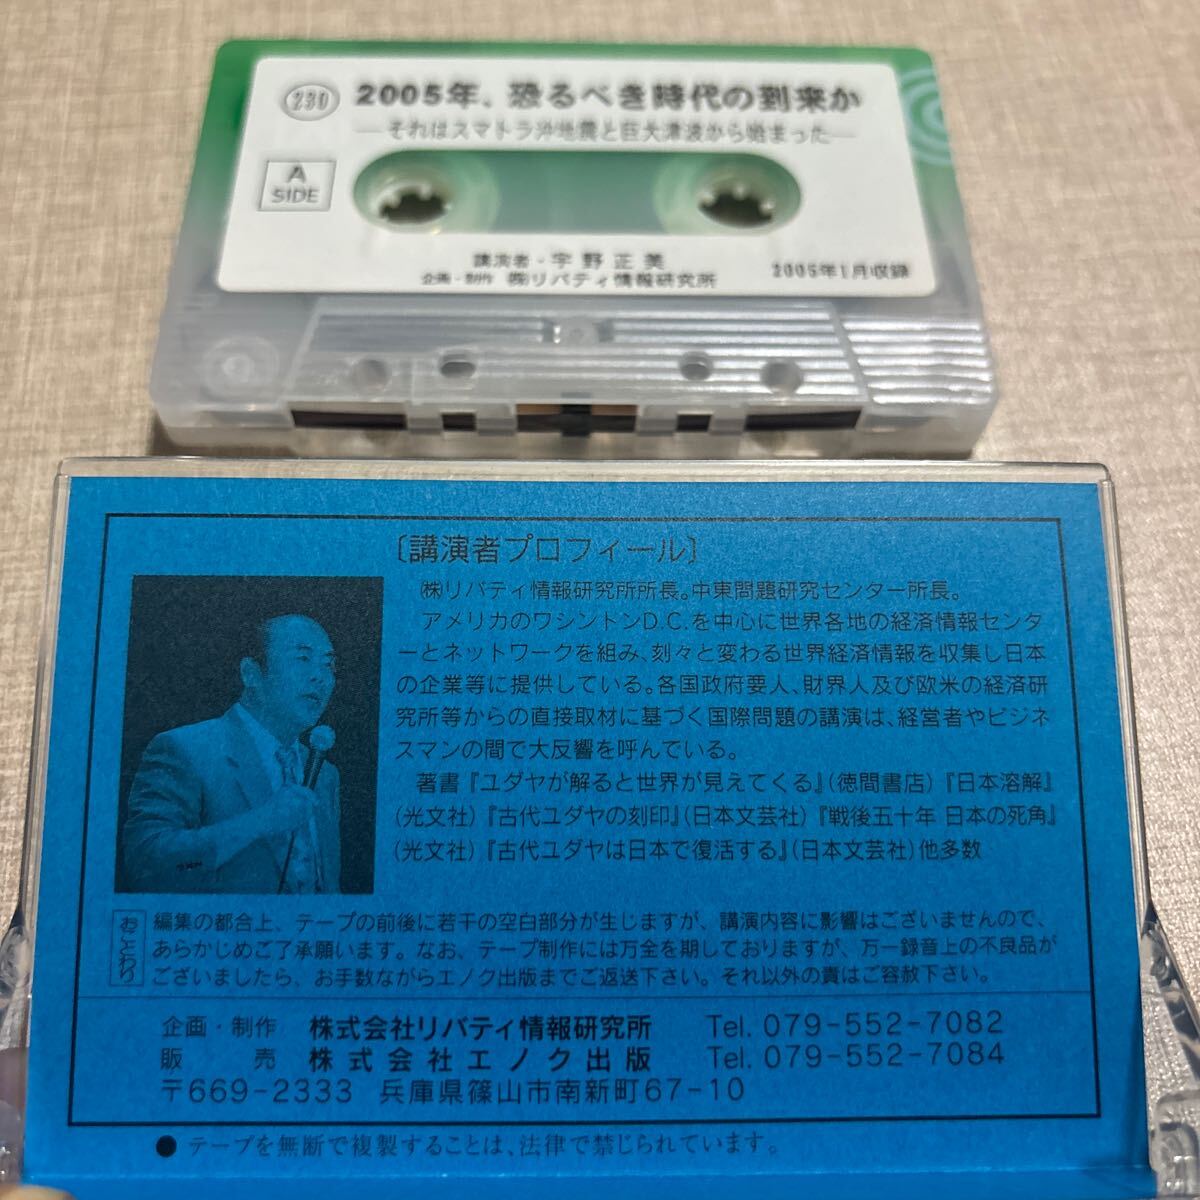 230 2005年、恐るべき時代の到来か
―それはスマトラ沖地震と巨大津波から始まった―
A
SIDE
講演者・宇野正美
企画・制作 ㈱リバティ情報研究所
2005年1月収録
〔講演者プロフィール〕
㈱リバティ情報研究所所長。中東問題研究センター所長。
アメリカのワシントンD.C.を中心に世界各地の経済情報センタ
ーとネットワークを組み、刻々と変わる世界経済情報を収集し日本
の企業等に提供している。各国政府要人、財界人及び欧米の経済研
究所等からの直接取材に基づく国際問題の講演は、経営者やビジネ
スマンの間で大反響を呼んでいる。
著書『ユダヤが解ると世界が見えてくる』(徳間書店)『日本溶解』
(光文社)『古代ユダヤの刻印』(日本文芸社)『戦後五十年 日本の死角』
(光文社)『古代ユダヤは日本で復活する』(日本文芸社)他多数
おことわり
編集の都合上、テープの前後に若干の空白部分が生じますが、講演内容に影響はございませんので、
あらかじめご了承願います。なお、テープ制作には万全を期しておりますが、万一録音上の不良品が
ございましたら、お手数ながらエノク出版までご返送下さい。それ以外の責はご容赦下さい。
企画・制作 株式会社リバティ情報研究所 Tel. 079-552-7082
販 売 株式会社エノク出版 Tel. 079-552-7084
〒669-2333 兵庫県篠山市南新町67-10
● テープを無断で複製することは、法律で禁じられています。